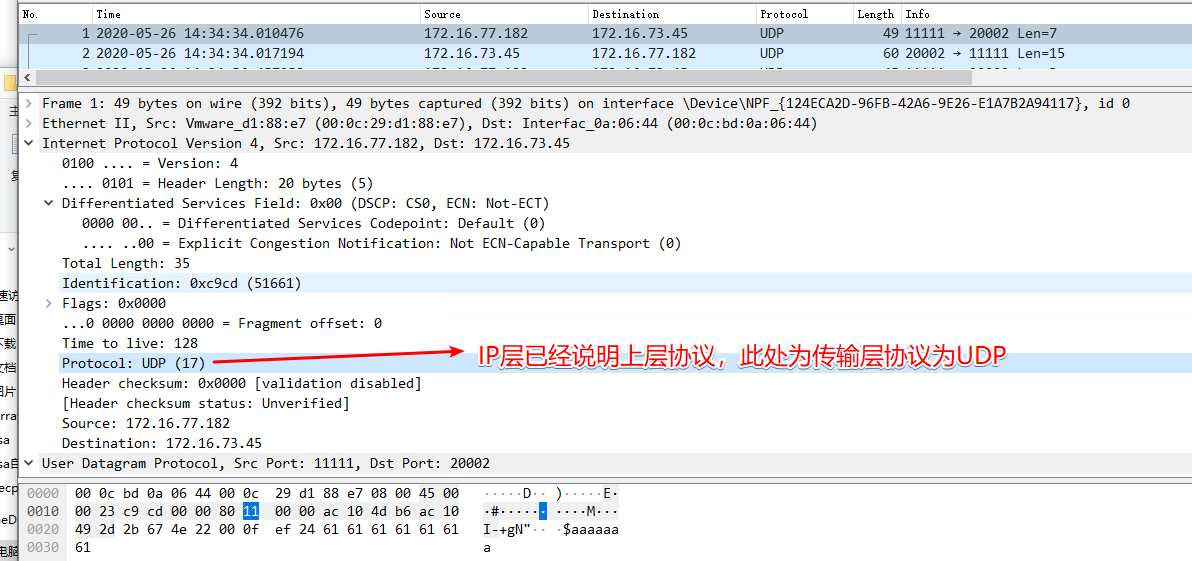 No. Time Source Destination Protocol Length Info
1 2020-05-26 14:34:34.010476 172.16.77.182 172.16.73.45 UDP 49 11111 → 20002 Len=7
2 2020-05-26 14:34:34.017194 172.16.73.45 172.16.77.182 UDP 60 20002 → 11111 Len=15
Frame 1: 49 bytes on wire (392 bits), 49 bytes captured (392 bits) on interface \Device\NPF_{124ECA2D-96FB-42A6-9E26-E1A7B2A94117}, id 0
Ethernet II, Src: Vmware_d1:88:e7 (00:0c:29:d1:88:e7), Dst: Interfac_0a:06:44 (00:0c:bd:0a:06:44)
Internet Protocol Version 4, Src: 172.16.77.182, Dst: 172.16.73.45
0100 .... = Version: 4
.... 0101 = Header Length: 20 bytes (5)
Differentiated Services Field: 0x00 (DSCP: CS0, ECN: Not-ECT)
0000 00.. = Differentiated Services Codepoint: Default (0)
.... ..00 = Explicit Congestion Notification: Not ECN-Capable Transport (0)
Total Length: 35
Identification: 0xc9cd (51661)
Flags: 0x0000
...0 0000 0000 0000 = Fragment offset: 0
Time to live: 128
Protocol: UDP (17)
IP层已经说明上层协议，此处为传输层协议为UDP
Header checksum: 0x0000 [validation disabled]
[Header checksum status: Unverified]
Source: 172.16.77.182
Destination: 172.16.73.45
User Datagram Protocol, Src Port: 11111, Dst Port: 20002
0000 00 0c bd 0a 06 44 00 0c 29 d1 88 e7 08 00 45 00 ·····D·· )·····E·
0010 00 23 c9 cd 00 00 80 11 00 00 ac 10 4d b6 ac 10 ·#······ ····M···
0020 49 2d 2b 67 4e 22 00 0f ef 24 61 61 61 61 61 61 I-+gN"·· ·$aaaaaa
0030 61 a